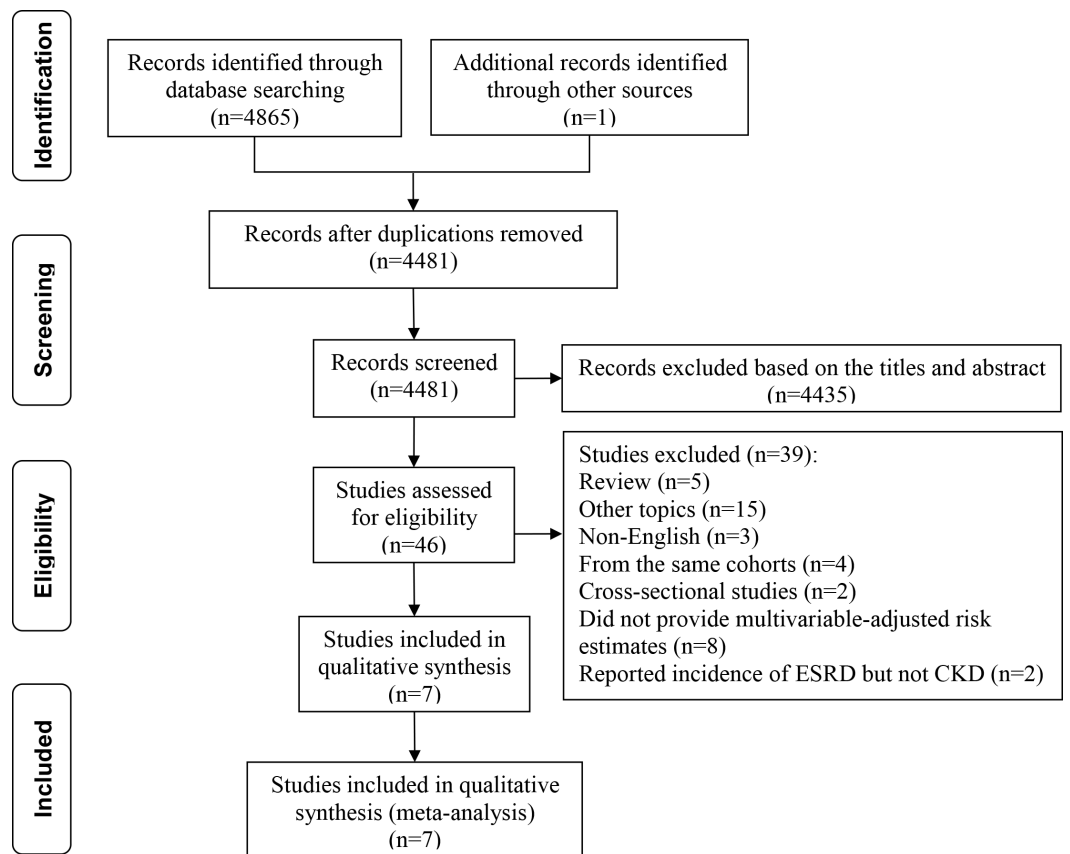 Identification
Records identified through
database searching
(n=4865)
Additional records identified
through other sources
(n=1)
Records after duplications removed
(n=4481)
Screening
Records screened
(n=4481)
Records excluded based on the titles and abstract
(n=4435)
Eligibility
Studies assessed
for eligibility
(n=46)
Studies excluded (n=39):
Review (n=5)
Other topics (n=15)
Non-English (n=3)
From the same cohorts (n=4)
Cross-sectional studies (n=2)
Did not provide multivariable-adjusted risk
estimates (n=8)
Reported incidence of ESRD but not CKD (n=2)
Studies included in
qualitative synthesis
(n=7)
Included
Studies included in qualitative
synthesis (meta-analysis)
(n=7)